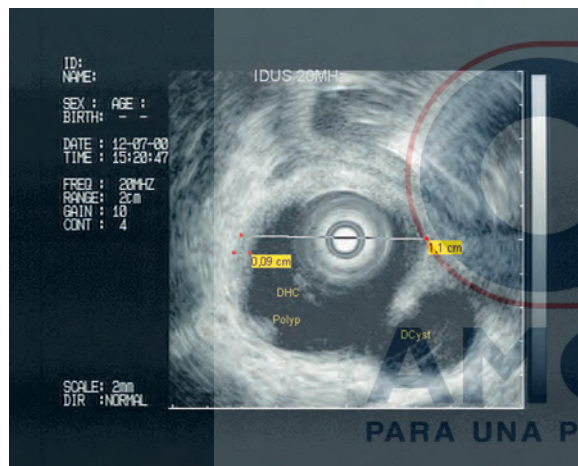 IDUS 20MHz
ID:
NAME:
SEX : AGE :
BIRTH: - -
DATE : 12-07-00
TIME : 15:20:47
FREQ : 20MHZ
RANGE: 2cm
GAIN : 10
CONT : 4
1,1 cm
0,09 cm
DHC
Polyp
DCyst
SCALE: 2mm
DIR :NORMAL
PARA UNA P